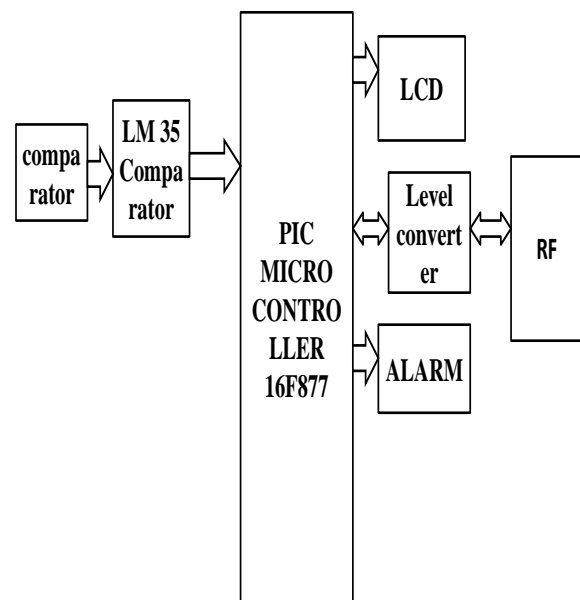 compa
rator
LM 35
Compa
rator
PIC
MICRO
CONTRO
LLER
16F877
LCD
Level
convert
er
RF
ALARM